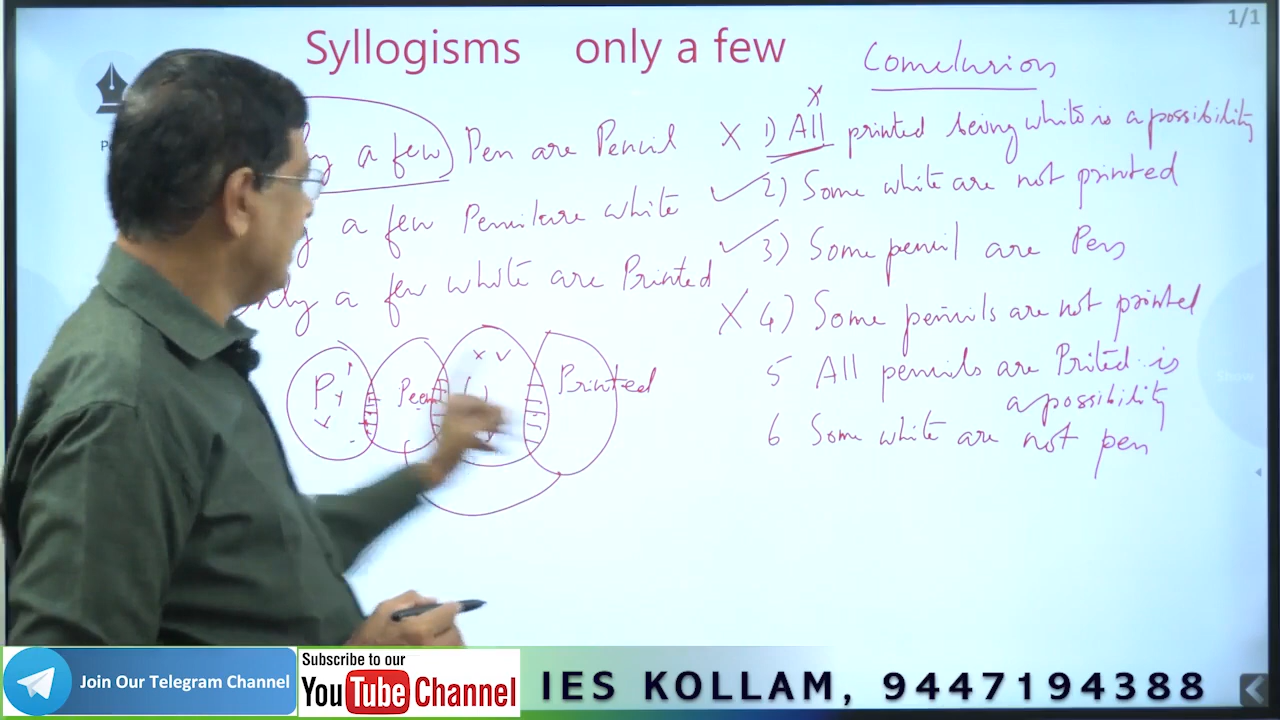 1/1
Syllogisms only a few
Comclusion
a few Pen are Pencil
a few Pencil are white
only a few white are Printed
X
X 1) All printed being white is a possibility
2) Some white are not printed
3) Some pencil are Pen
X 4) Some pencils are not printed
5 All pencils are Prited is
a possibility
6 Some white are not pen
P
Printed
Join Our Telegram Channel
Subscribe to our
YouTube Channel
IES KOLLAM, 9447194388